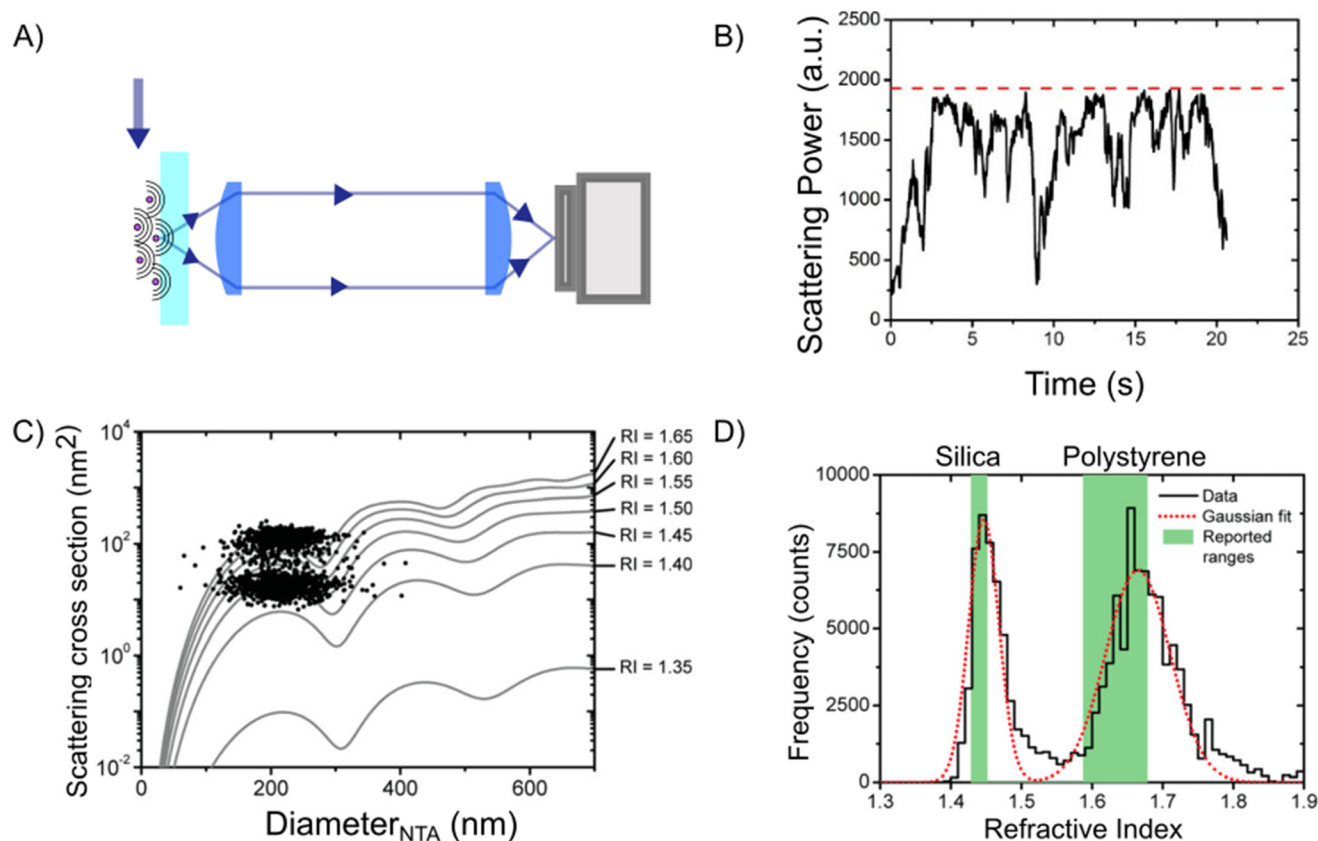 A)
B)
Scattering Power (a.u.)
2500
2000
1500
1000
500
0
0 5 10 15 20 25
Time (s)
C)
Scattering cross section (nm2)
10^4
10^2
10^0
10^-2
0 200 400 600
Diameter_NTA (nm)
RI = 1.65
RI = 1.60
RI = 1.55
RI = 1.50
RI = 1.45
RI = 1.40
RI = 1.35
D)
Silica Polystyrene
Frequency (counts)
10000
7500
5000
2500
0
Data
Gaussian fit
Reported
ranges
1.3 1.4 1.5 1.6 1.7 1.8 1.9
Refractive Index